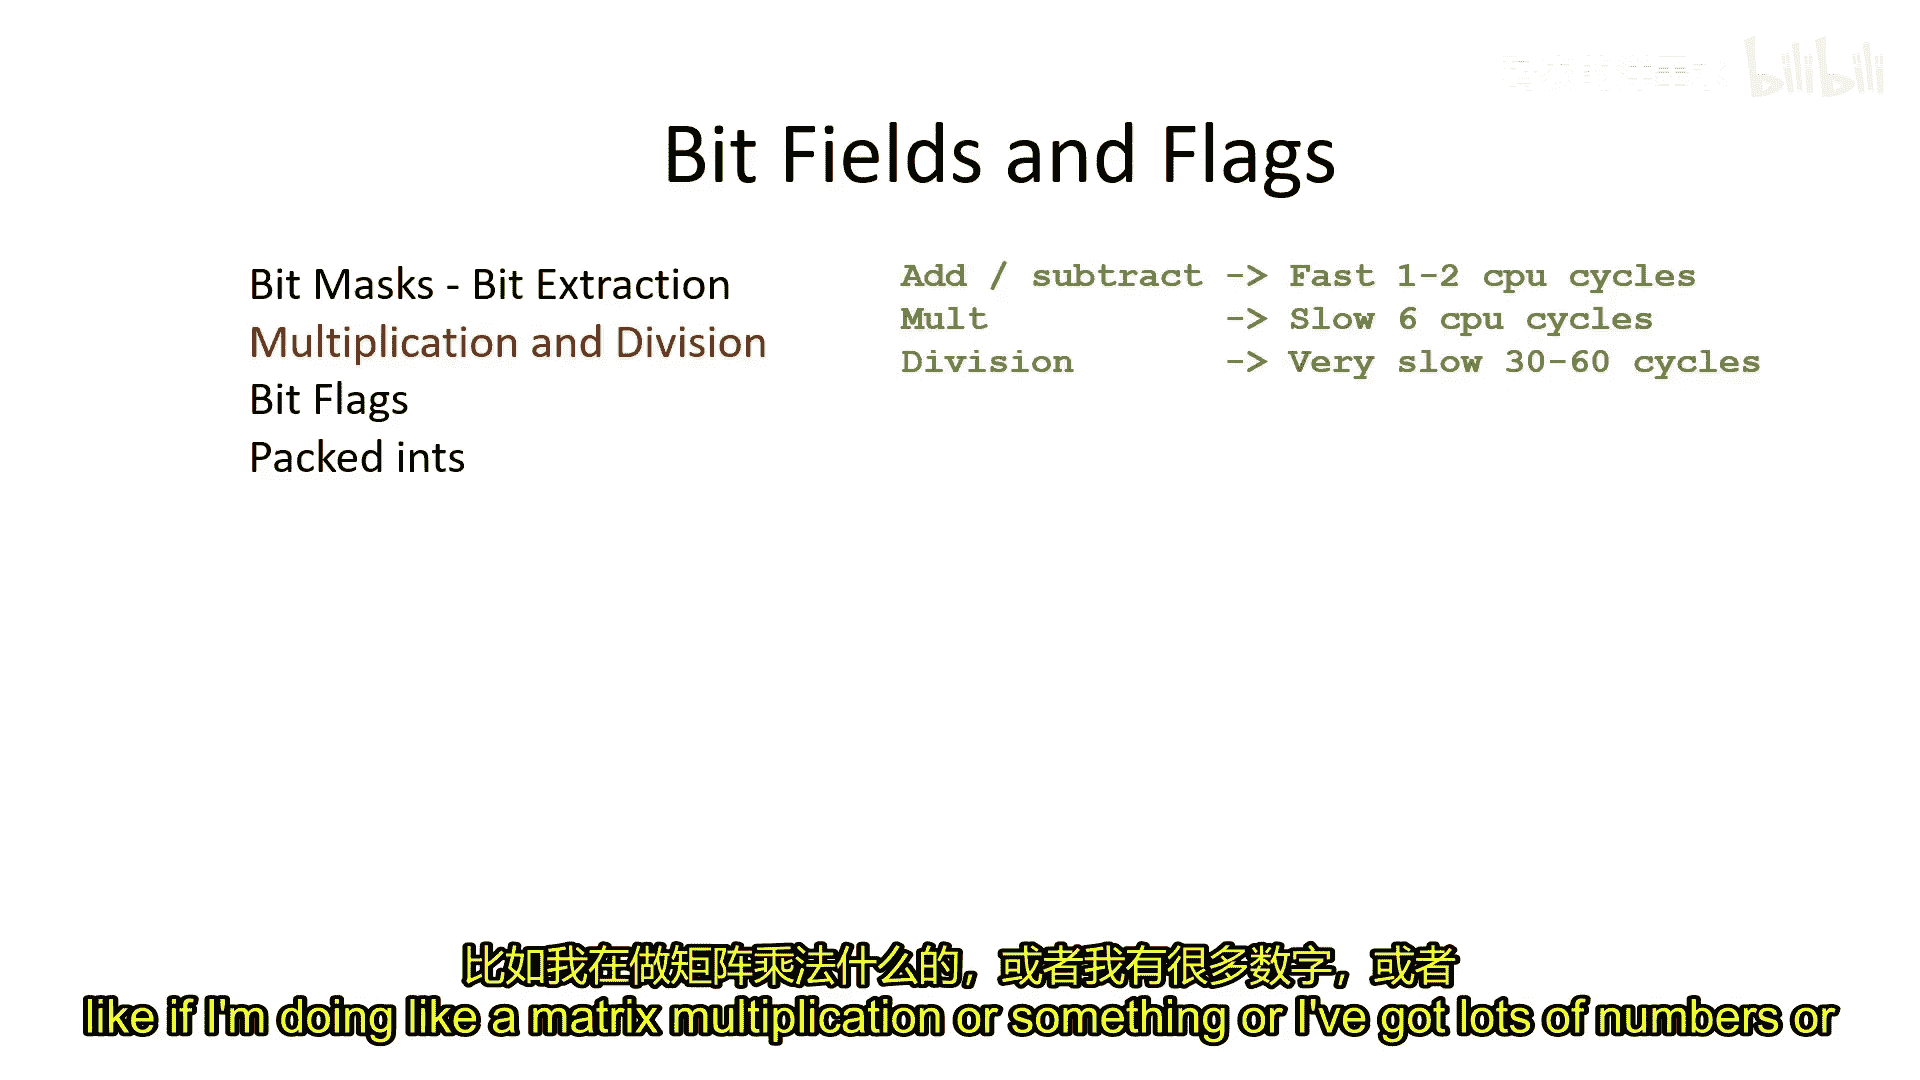 bilibili
Bit Fields and Flags
Bit Masks - Bit Extraction
Multiplication and Division
Bit Flags
Packed ints
Add / subtract -> Fast 1-2 cpu cycles
Mult -> Slow 6 cpu cycles
Division -> Very slow 30-60 cycles
比如我在做矩阵乘法什么的，或者我有很多数字，或者
like if I'm doing like a matrix multiplication or something or I've got lots of numbers or